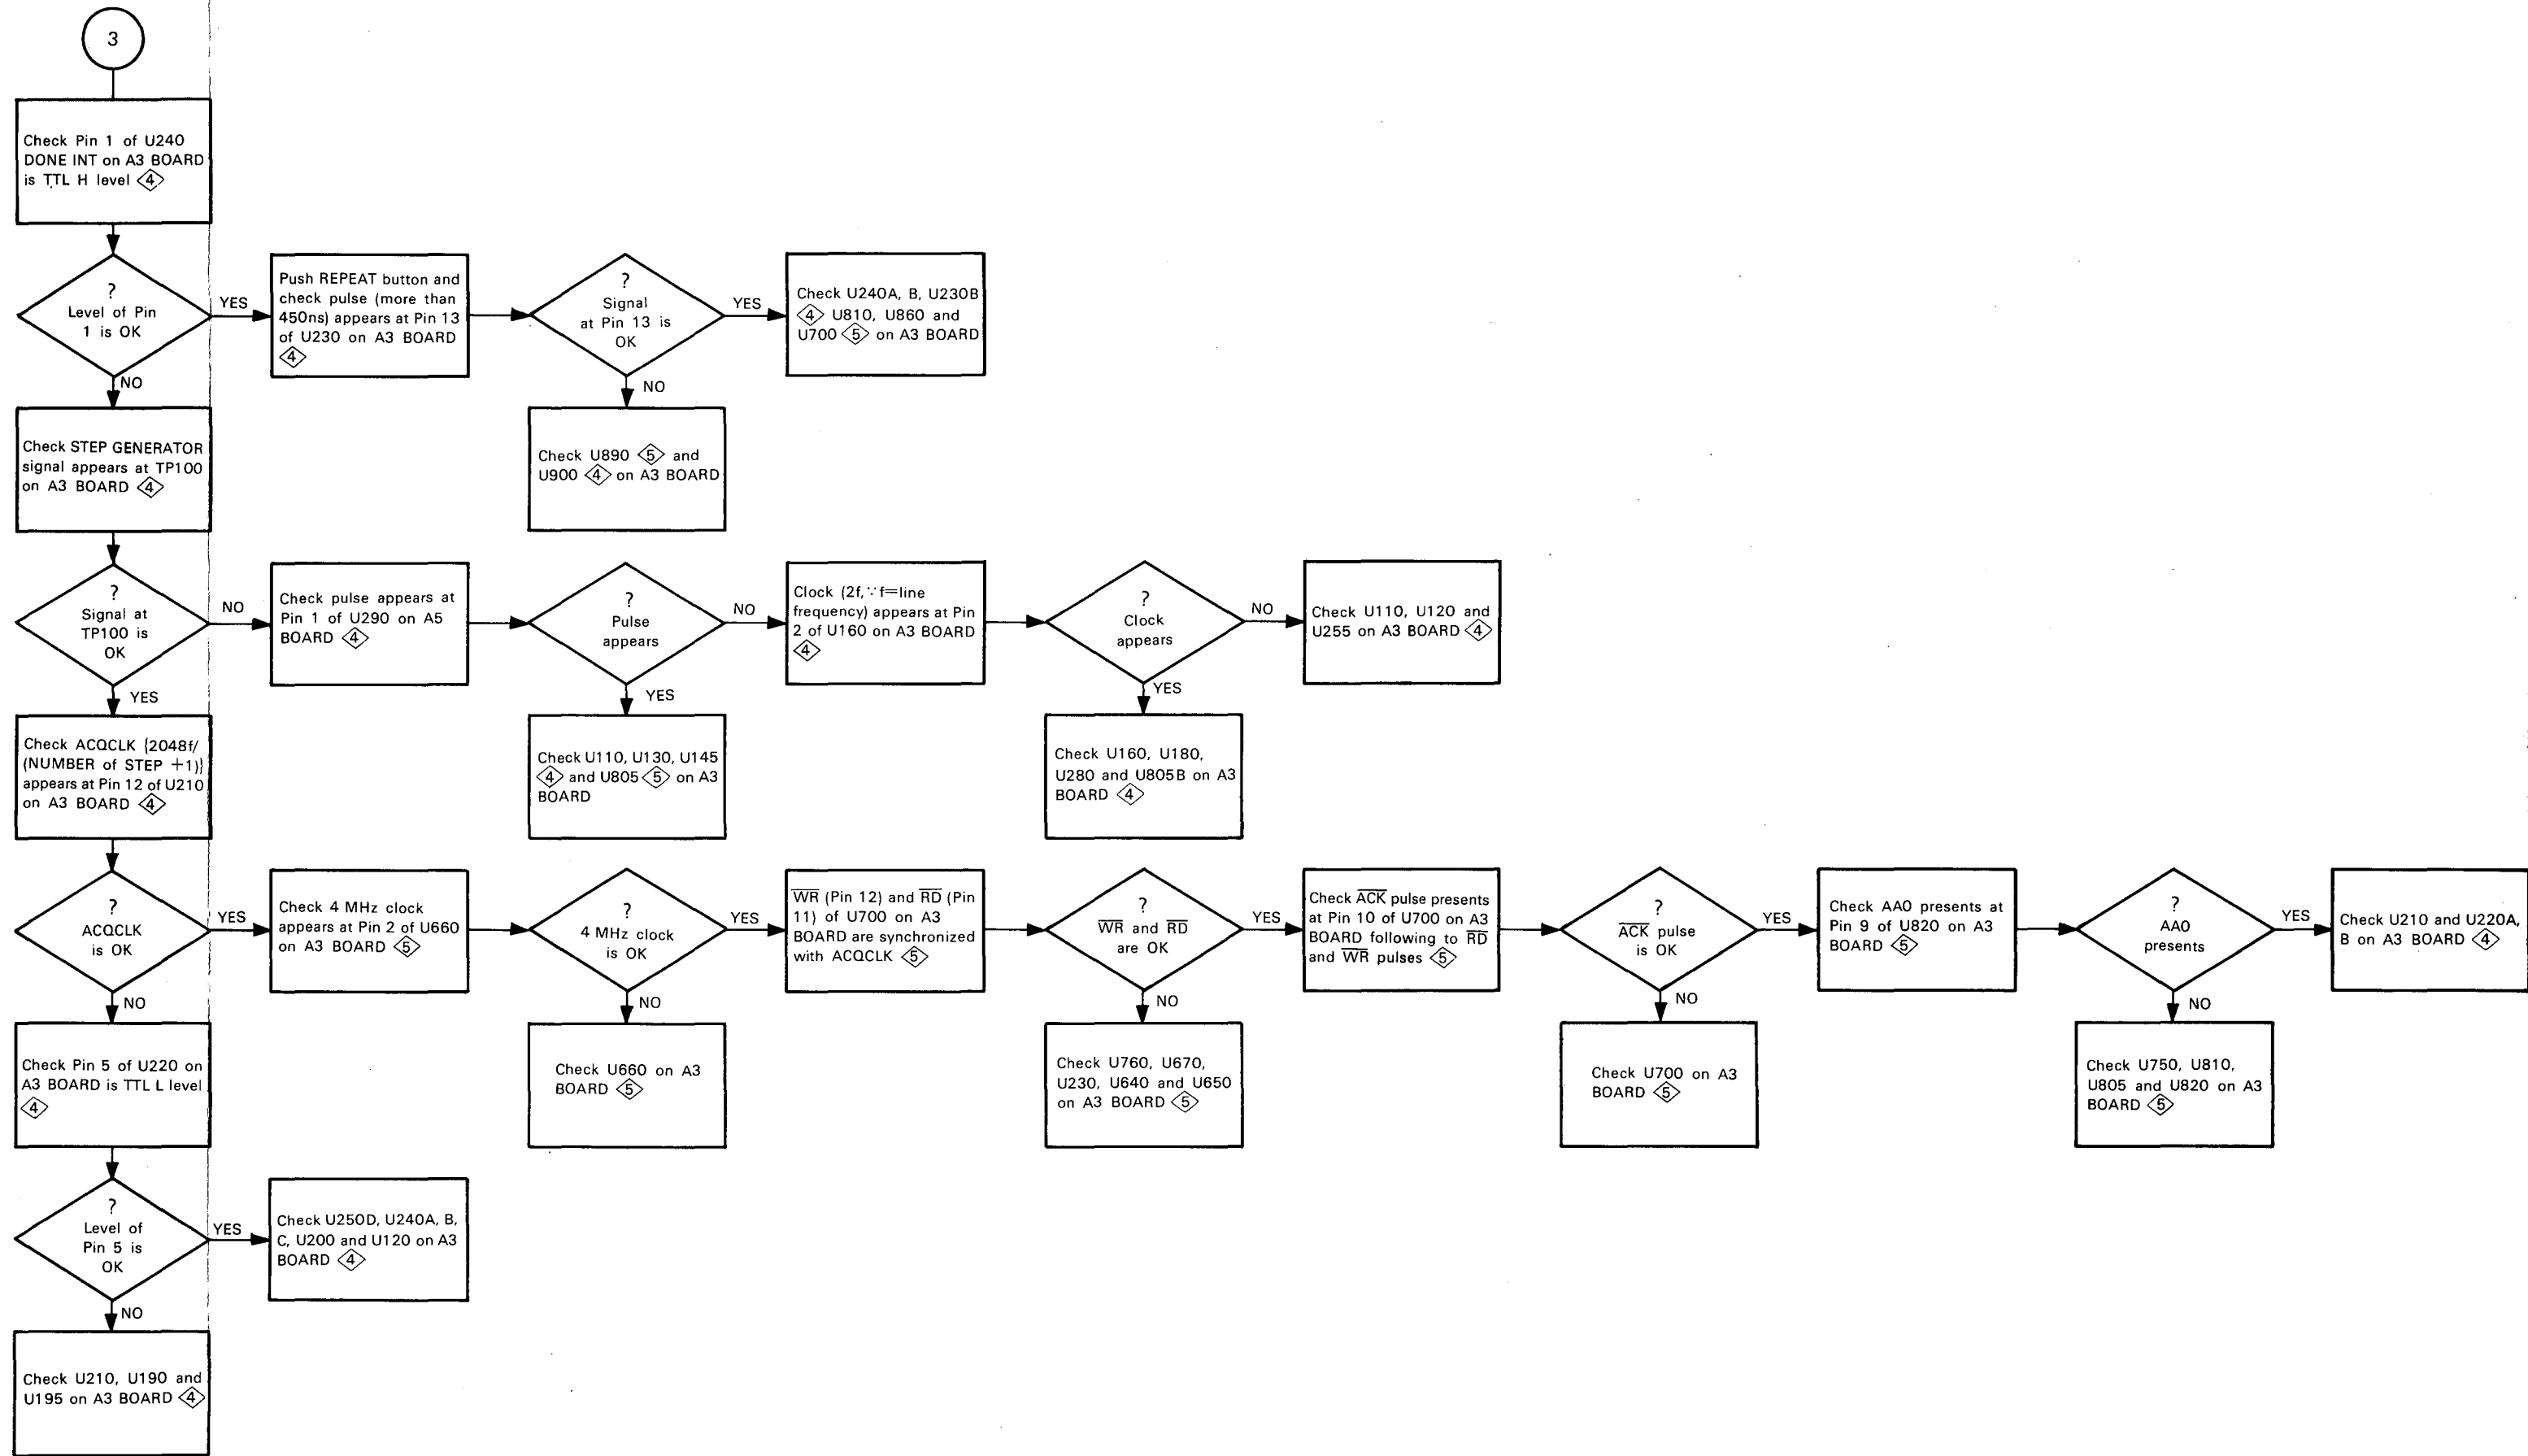 3
Check Pin 1 of U240
DONE INT on A3 BOARD
is TTL H level 4
?
Level of Pin
1 is OK
YES
NO
Push REPEAT button and
check pulse (more than
450ns) appears at Pin 13
of U230 on A3 BOARD
4
?
Signal
at Pin 13 is
OK
YES
NO
Check U240A, B, U230B
4 U810, U860 and
U700 5 on A3 BOARD
Check STEP GENERATOR
signal appears at TP100
on A3 BOARD 4
Check U890 5 and
U900 4 on A3 BOARD
?
Signal at
TP100 is
OK
NO
YES
Check pulse appears at
Pin 1 of U290 on A5
BOARD 4
?
Pulse
appears
NO
YES
Clock (2f, ∵ f=line
frequency) appears at Pin
2 of U160 on A3 BOARD
4
?
Clock
appears
NO
YES
Check U110, U120 and
U255 on A3 BOARD 4
Check ACQCLK {2048f/
(NUMBER of STEP +1)}
appears at Pin 12 of U210
on A3 BOARD 4
Check U110, U130, U145
4 and U805 5 on A3
BOARD
Check U160, U180,
U280 and U805B on A3
BOARD 4
?
ACQCLK
is OK
YES
NO
Check 4 MHz clock
appears at Pin 2 of U660
on A3 BOARD 5
?
4 MHz clock
is OK
YES
NO
W̅R̅ (Pin 12) and R̅D̅ (Pin
11) of U700 on A3
BOARD are synchronized
with ACQCLK 5
?
W̅R̅ and R̅D̅
are OK
YES
NO
Check A̅C̅K̅ pulse presents
at Pin 10 of U700 on A3
BOARD following to R̅D̅
and W̅R̅ pulses 5
?
A̅C̅K̅ pulse
is OK
YES
NO
Check AA0 presents at
Pin 9 of U820 on A3
BOARD 5
?
AA0
presents
YES
NO
Check U210 and U220A,
B on A3 BOARD 4
Check Pin 5 of U220 on
A3 BOARD is TTL L level
4
Check U660 on A3
BOARD 5
Check U760, U670,
U230, U640 and U650
on A3 BOARD 5
Check U700 on A3
BOARD 5
Check U750, U810,
U805 and U820 on A3
BOARD 5
?
Level of
Pin 5 is
OK
YES
NO
Check U250D, U240A, B,
C, U200 and U120 on A3
BOARD 4
Check U210, U190 and
U195 on A3 BOARD 4